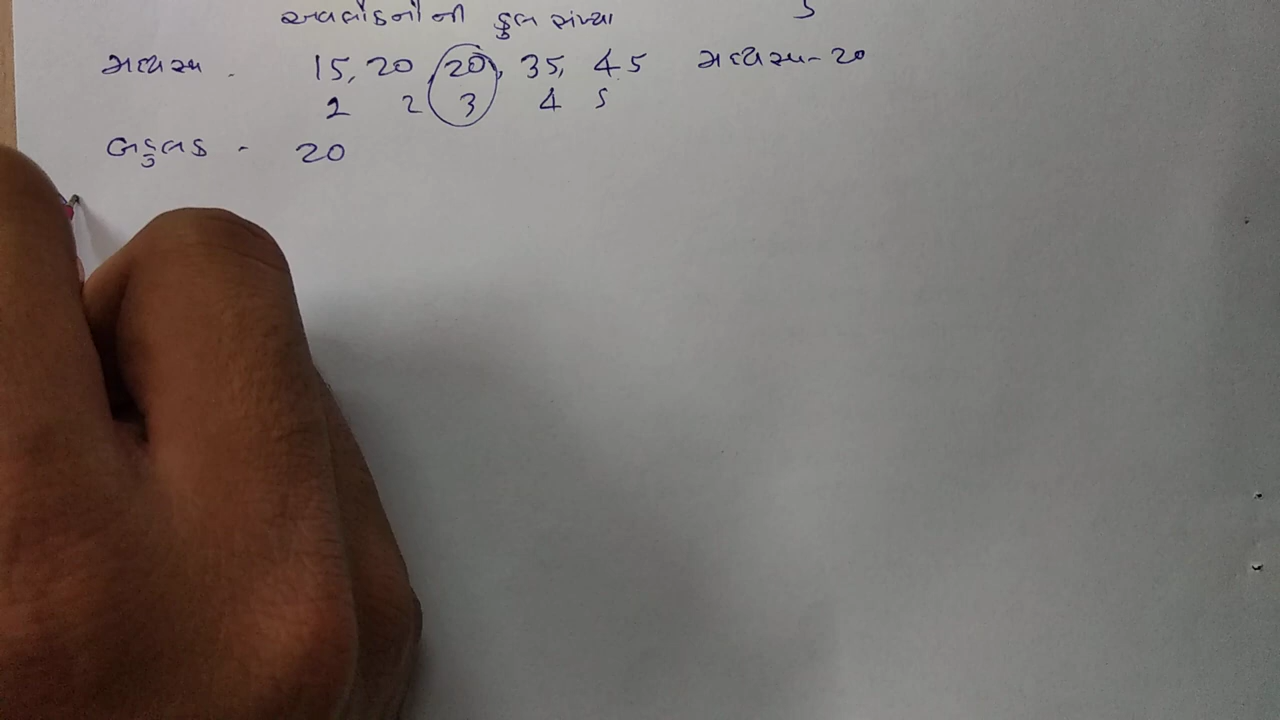 અવલોકનોની કુલ સંખ્યા 5
મધ્યસ્થ. 15, 20, 20, 35, 45 મધ્યસ્થ - 20
1 2 3 4 5
બહુલક - 20